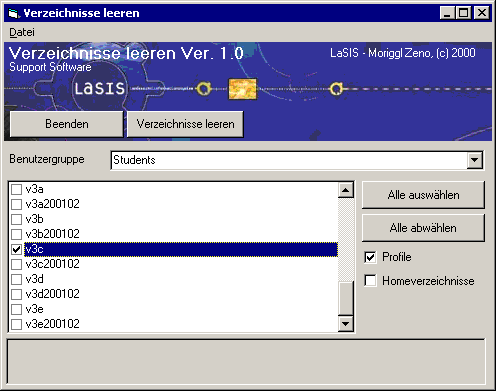 Verzeichnisse leeren
Datei
Verzeichnisse leeren Ver. 1.0
LaSIS - Moriggl Zeno, (c) 2000
Support Software
LaSIS
Beenden
Verzeichnisse leeren
Benutzergruppe
Students
v3a
v3a200102
v3b
v3b200102
v3c
v3c200102
v3d
v3d200102
v3e
v3e200102
Alle auswählen
Alle abwählen
Profile
Homeverzeichnisse